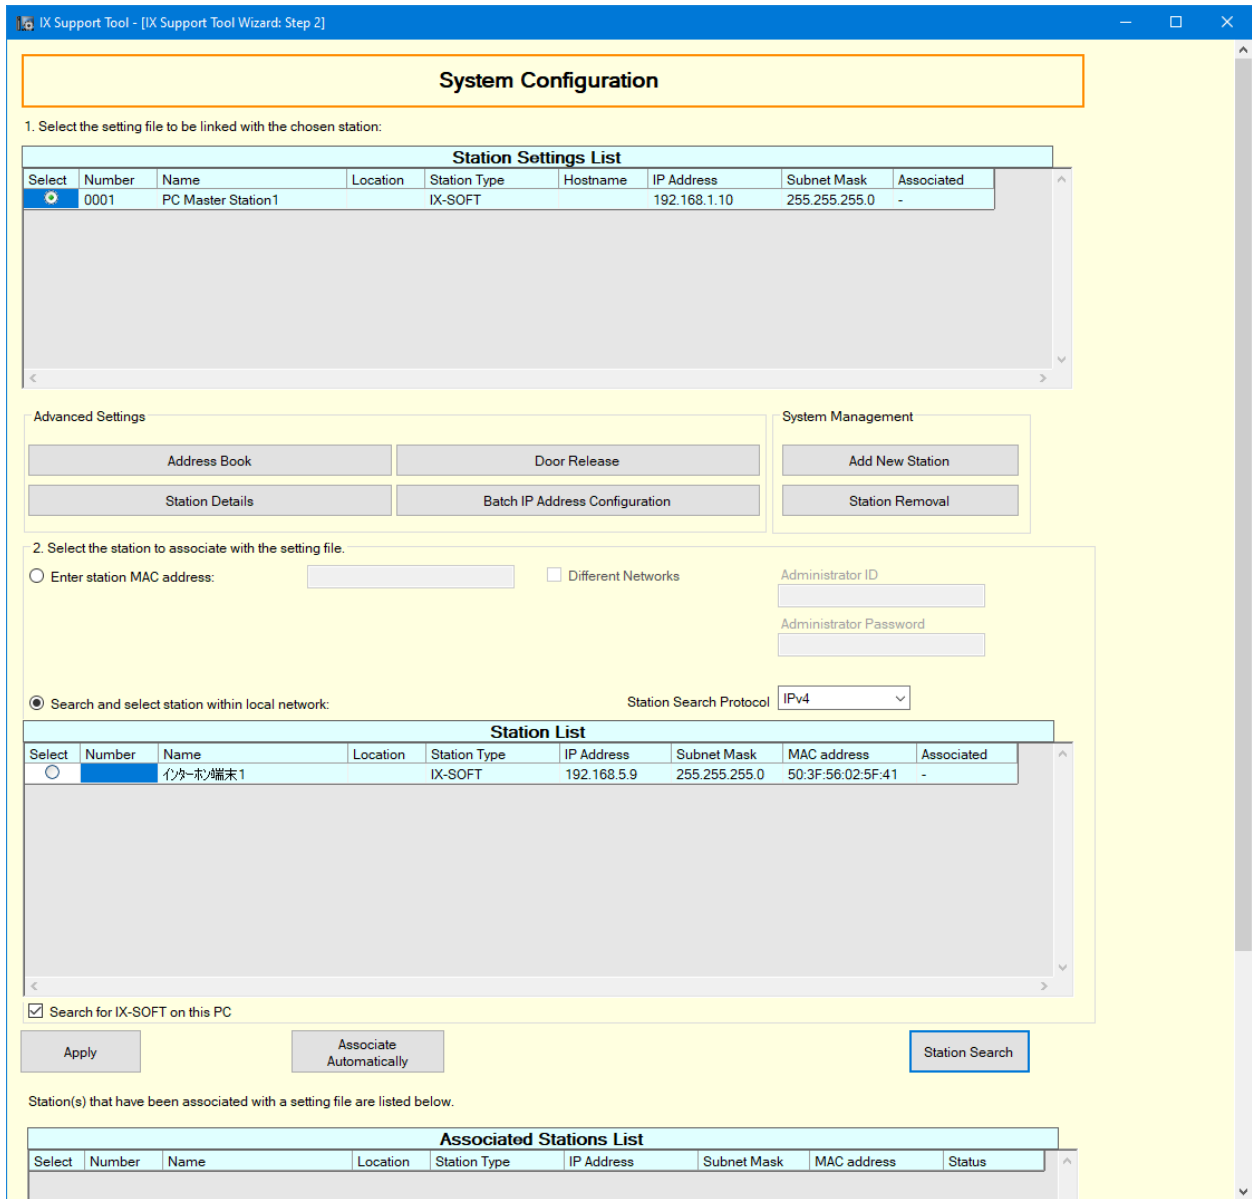 IX Support Tool - [IX Support Tool Wizard: Step 2]
System Configuration
1. Select the setting file to be linked with the chosen station:
Station Settings List
Select Number Name Location Station Type Hostname IP Address Subnet Mask Associated
0001 PC Master Station1 IX-SOFT 192.168.1.10 255.255.255.0 -
Advanced Settings System Management
Address Book Door Release Add New Station
Station Details Batch IP Address Configuration Station Removal
2. Select the station to associate with the setting file.
Enter station MAC address: Different Networks Administrator ID
Administrator Password
Search and select station within local network: Station Search Protocol IPv4
Station List
Select Number Name Location Station Type IP Address Subnet Mask MAC address Associated
インターホン端末1 IX-SOFT 192.168.5.9 255.255.255.0 50:3F:56:02:5F:41 -
Search for IX-SOFT on this PC
Apply Associate Automatically Station Search
Station(s) that have been associated with a setting file are listed below.
Associated Stations List
Select Number Name Location Station Type IP Address Subnet Mask MAC address Status